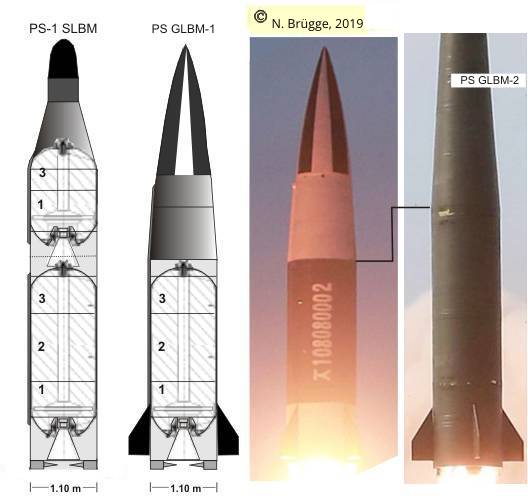 © N. Brügge, 2019
PS-1 SLBM
PS GLBM-1
PS GLBM-2
3
1
3
2
1
3
2
1
ㅈ108080002
1.10 m
1.10 m